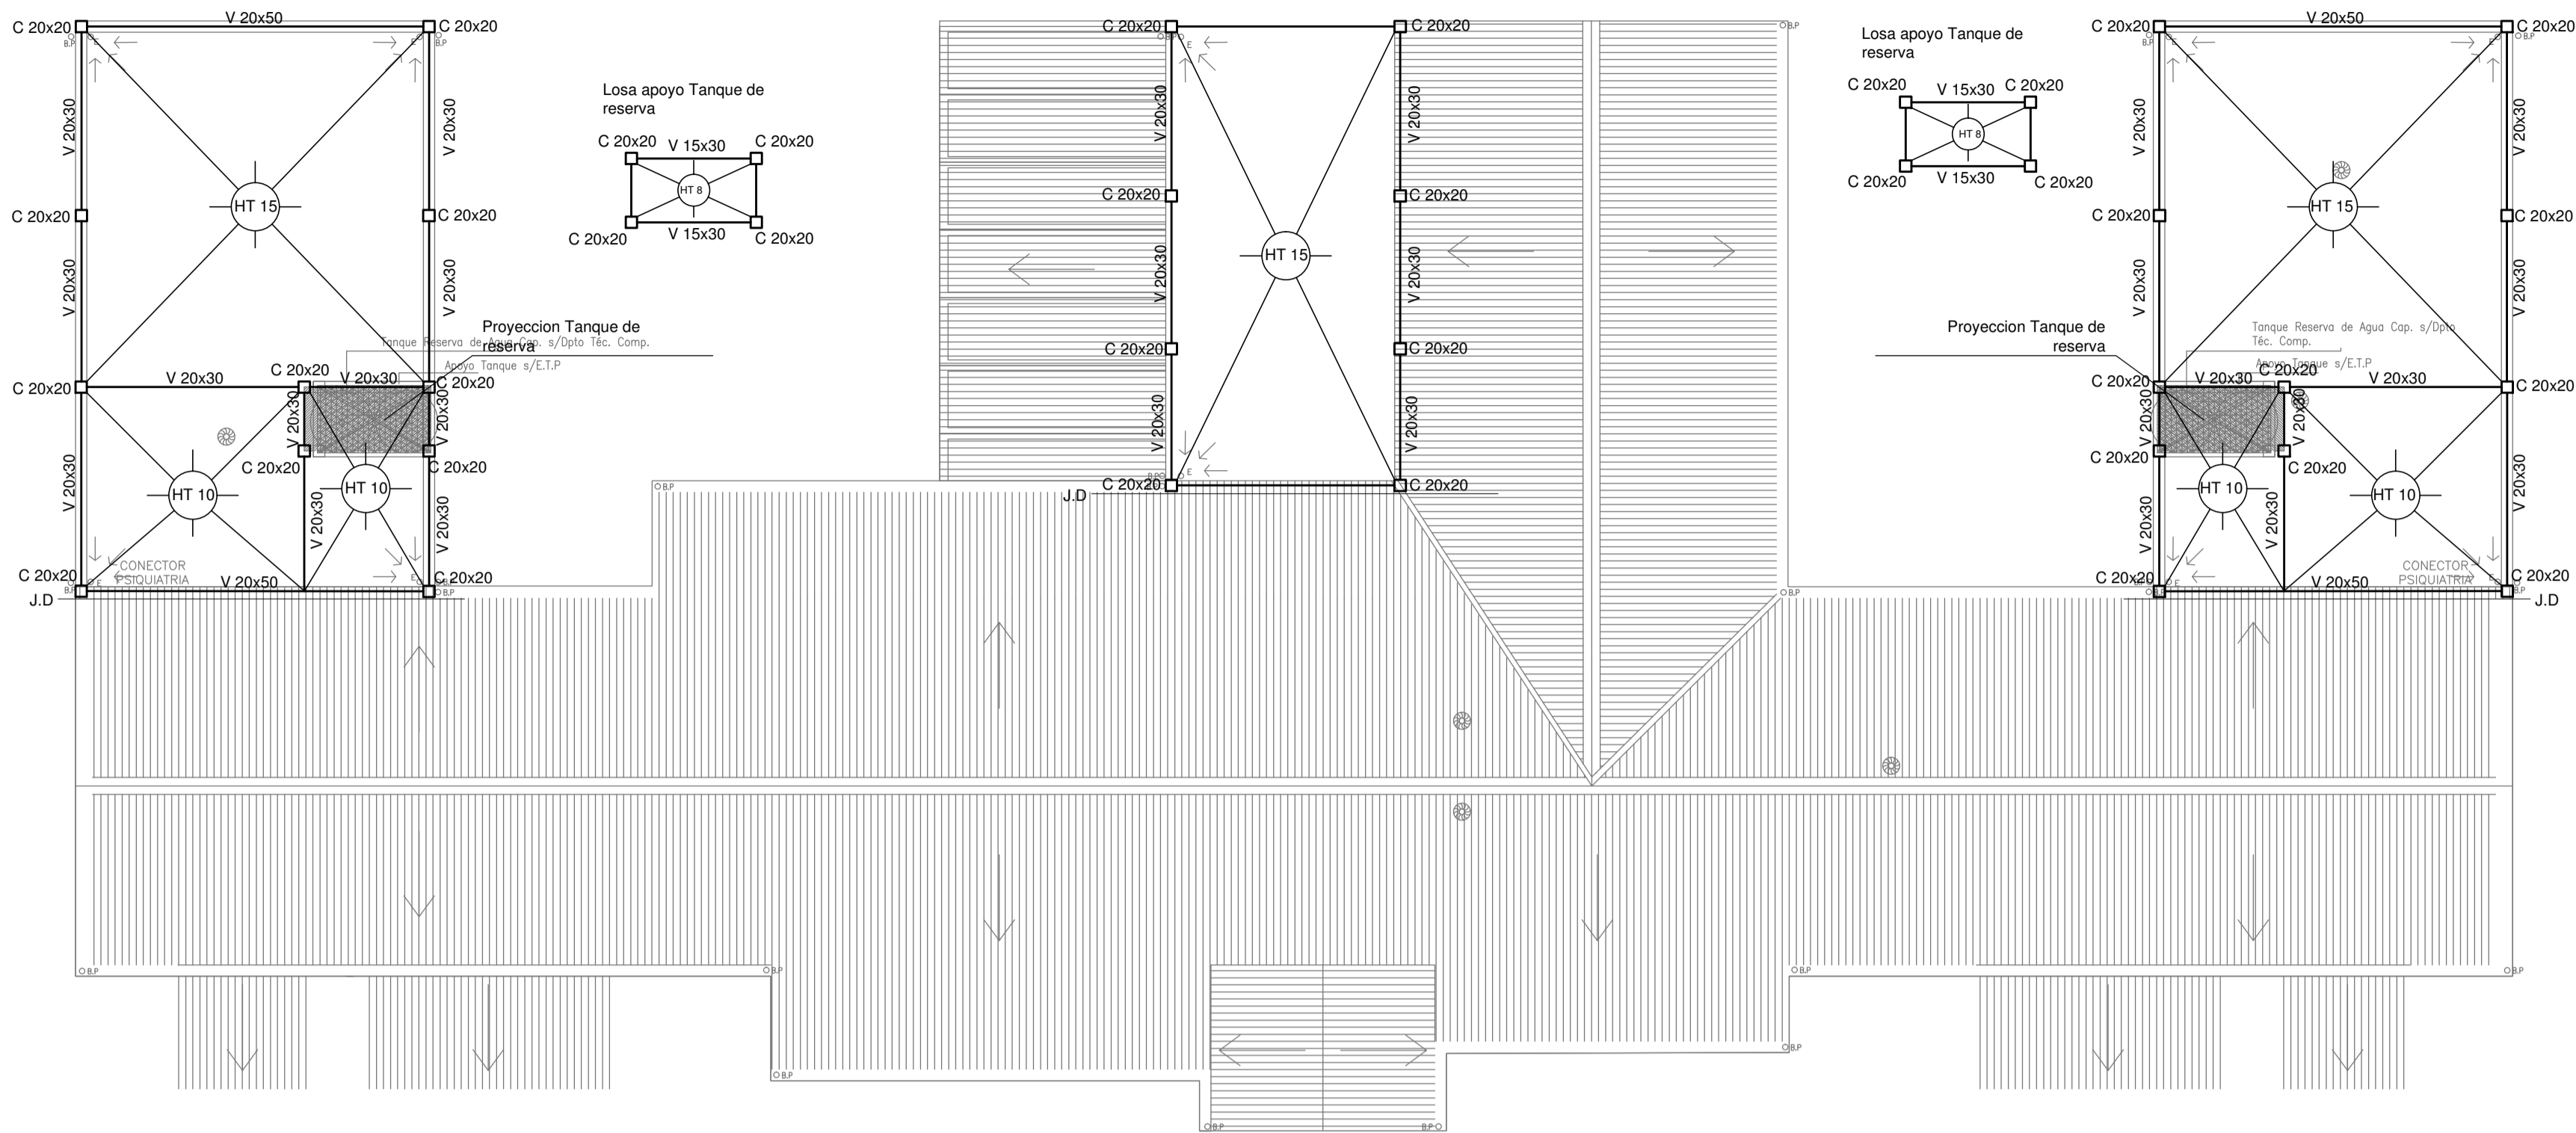 C 20x20
V 20x50
C 20x20
B.P
E
E
B.P
V 20x30
V 20x30
HT 15
C 20x20
C 20x20
V 20x30
V 20x30
Losa apoyo Tanque de
reserva
C 20x20
V 15x30
C 20x20
HT 8
C 20x20
V 15x30
C 20x20
Proyeccion Tanque de
reserva
Tanque Reserva de Agua Cap. s/Dpto Téc. Comp.
Apoyo Tanque s/E.T.P
C 20x20
V 20x30
C 20x20
V 20x30
C 20x20
V 20x30
V 20x30
C 20x20
C 20x20
V 20x30
HT 10
HT 10
V 20x30
V 20x30
CONECTOR
PSIQUIATRIA
C 20x20
E
V 20x50
E
C 20x20
B.P
B.P
B.P
J.D
C 20x20
C 20x20
B.P
E
B.P
V 20x30
V 20x30
C 20x20
C 20x20
HT 15
V 20x30
V 20x30
C 20x20
C 20x20
V 20x30
V 20x30
B.P
E
C 20x20
C 20x20
J.D
B.P
Losa apoyo Tanque de
reserva
C 20x20
V 15x30
C 20x20
HT 8
C 20x20
V 15x30
C 20x20
C 20x20
V 20x50
C 20x20
B.P
E
E
B.P
V 20x30
V 20x30
HT 15
C 20x20
C 20x20
V 20x30
V 20x30
Proyeccion Tanque de
reserva
Tanque Reserva de Agua Cap. s/Dpto
Téc. Comp.
Apoyo Tanque s/E.T.P
C 20x20
C 20x20
V 20x30
V 20x30
C 20x20
V 20x30
V 20x30
C 20x20
C 20x20
HT 10
HT 10
V 20x30
V 20x30
V 20x30
CONECTOR
PSIQUIATRIA
C 20x20
E
V 20x50
C 20x20
B.P
B.P
B.P
J.D
B.P
B.P
B.P
B.P
B.P
B.P
B.P
B.P